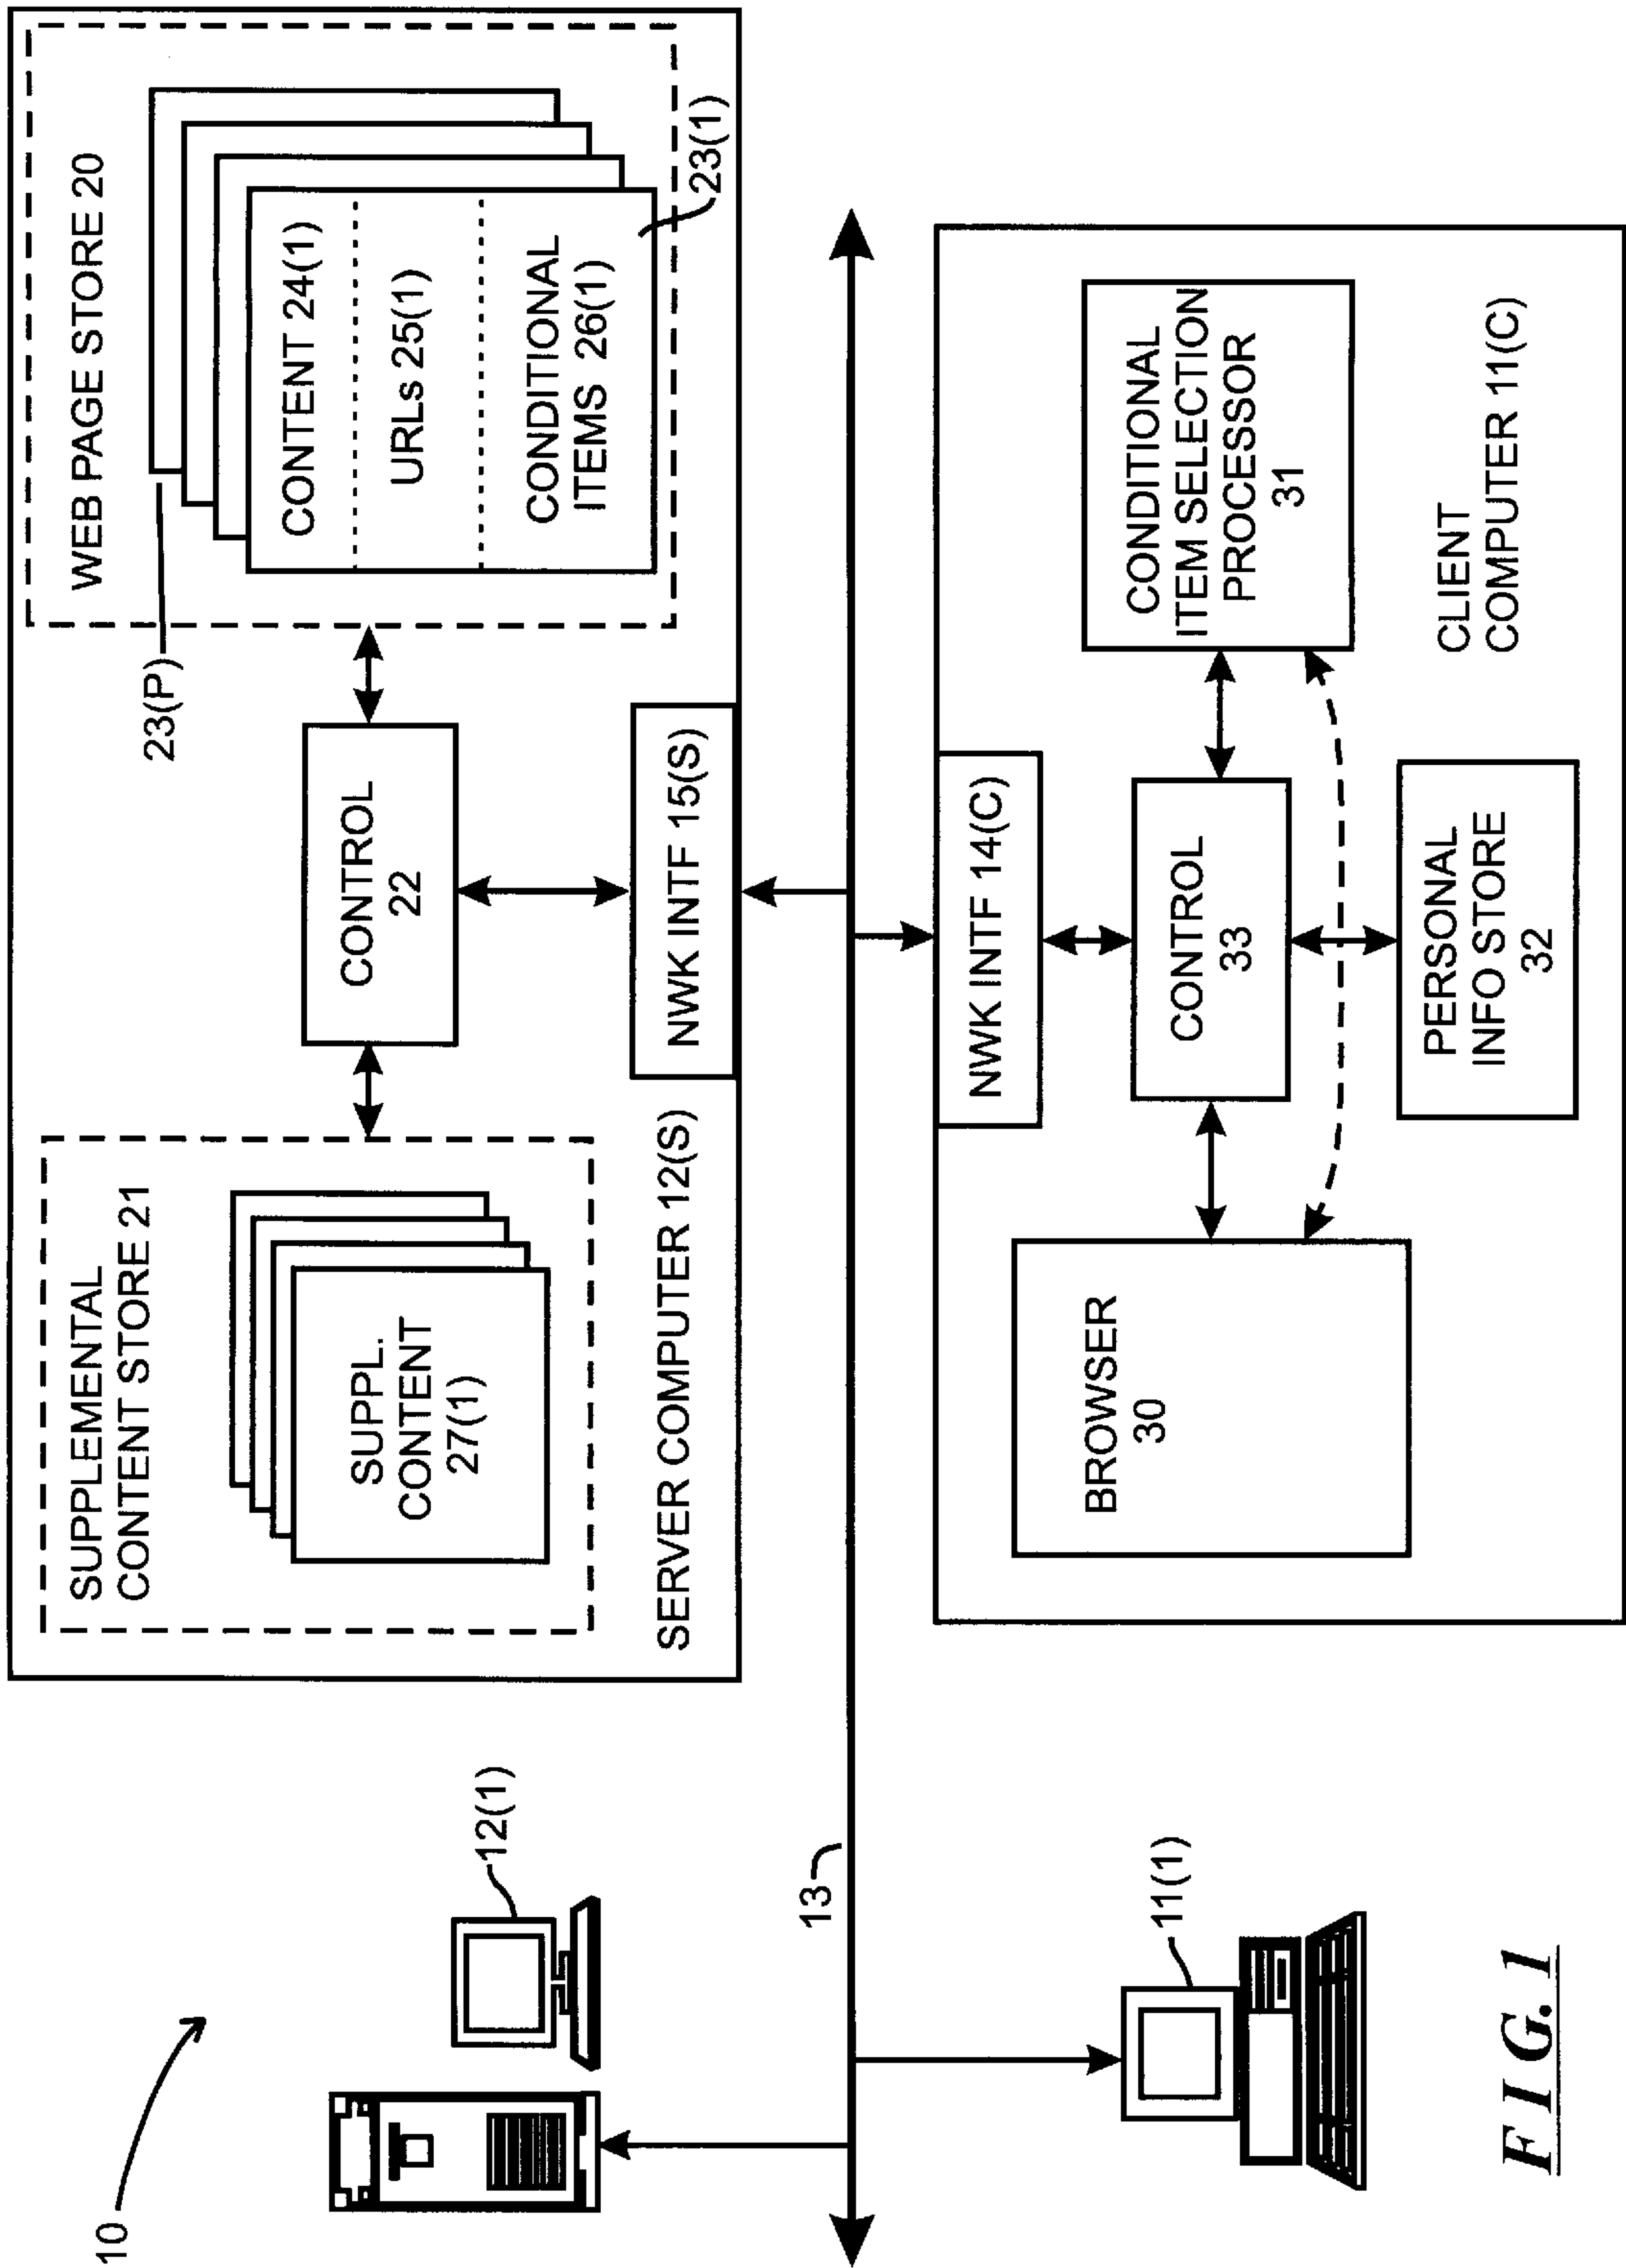 10
12(1)
SUPPLEMENTAL
CONTENT STORE 21
SUPPL.
CONTENT
27(1)
SERVER COMPUTER 12(S)
CONTROL
22
NWK INTF 15(S)
23(P)
WEB PAGE STORE 20
CONTENT 24(1)
URLs 25(1)
CONDITIONAL
ITEMS 26(1)
23(1)
13
11(1)
NWK INTF 14(C)
BROWSER
30
CONTROL
33
PERSONAL
INFO STORE
32
CONDITIONAL
ITEM SELECTION
PROCESSOR
31
CLIENT
COMPUTER 11(C)
FIG. 1